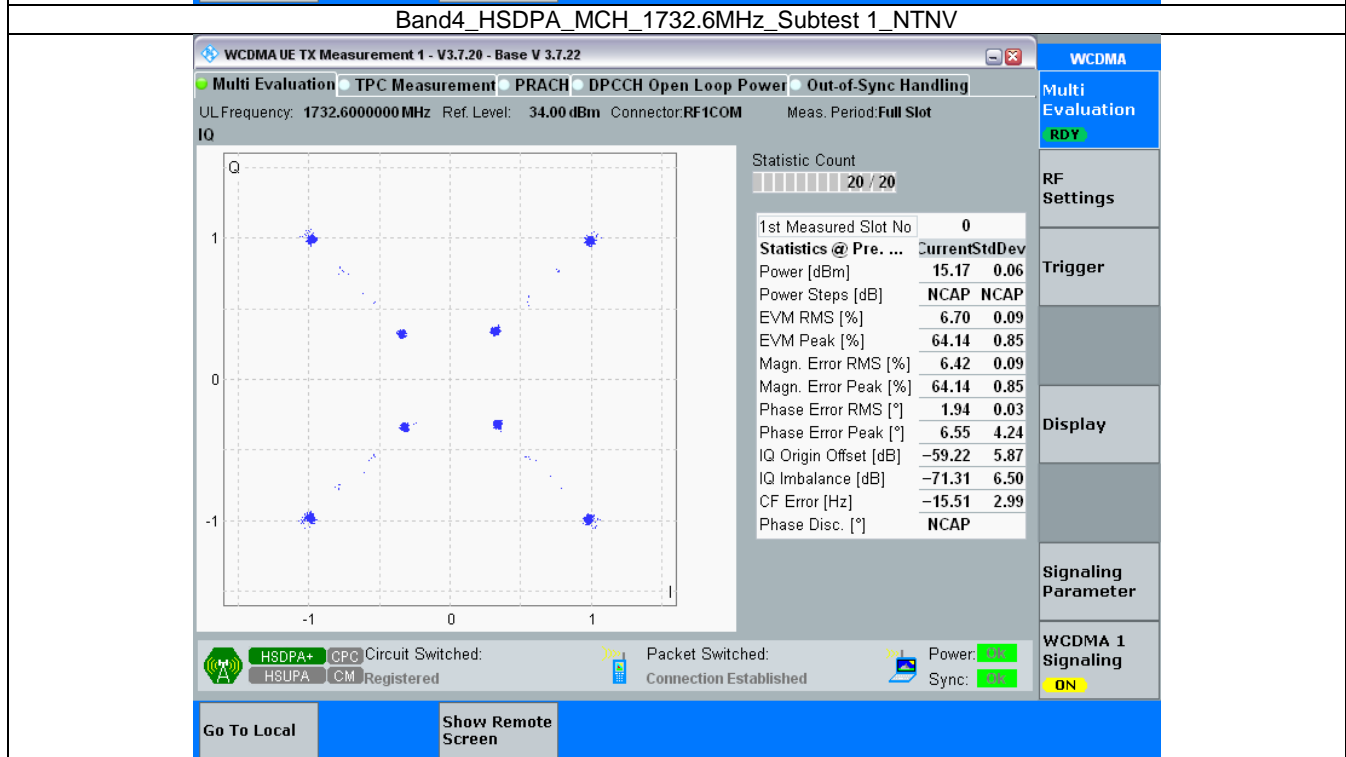 Band4_HSDPA_MCH_1732.6MHz_Subtest 1_NTNV
WCDMA UE TX Measurement 1 - V3.7.20 - Base V 3.7.22
WCDMA
Multi Evaluation TPC Measurement PRACH DPCCH Open Loop Power Out-of-Sync Handling
Multi
Evaluation
RDY
UL Frequency: 1732.6000000 MHz Ref. Level: 34.00 dBm Connector:RF1COM Meas. Period:Full Slot
IQ
Q
1
0
-1
-1 0 1
I
Statistic Count
20 / 20
1st Measured Slot No 0
Statistics @ Pre. ... Current StdDev
Power [dBm] 15.17 0.06
Power Steps [dB] NCAP NCAP
EVM RMS [%] 6.70 0.09
EVM Peak [%] 64.14 0.85
Magn. Error RMS [%] 6.42 0.09
Magn. Error Peak [%] 64.14 0.85
Phase Error RMS [°] 1.94 0.03
Phase Error Peak [°] 6.55 4.24
IQ Origin Offset [dB] −59.22 5.87
IQ Imbalance [dB] −71.31 6.50
CF Error [Hz] −15.51 2.99
Phase Disc. [°] NCAP
RF
Settings
Trigger
Display
Signaling
Parameter
WCDMA 1
Signaling
ON
HSDPA+ CPC Circuit Switched: Packet Switched: Power: OK
HSUPA CM Registered Connection Established Sync: OK
Go To Local
Show Remote
Screen